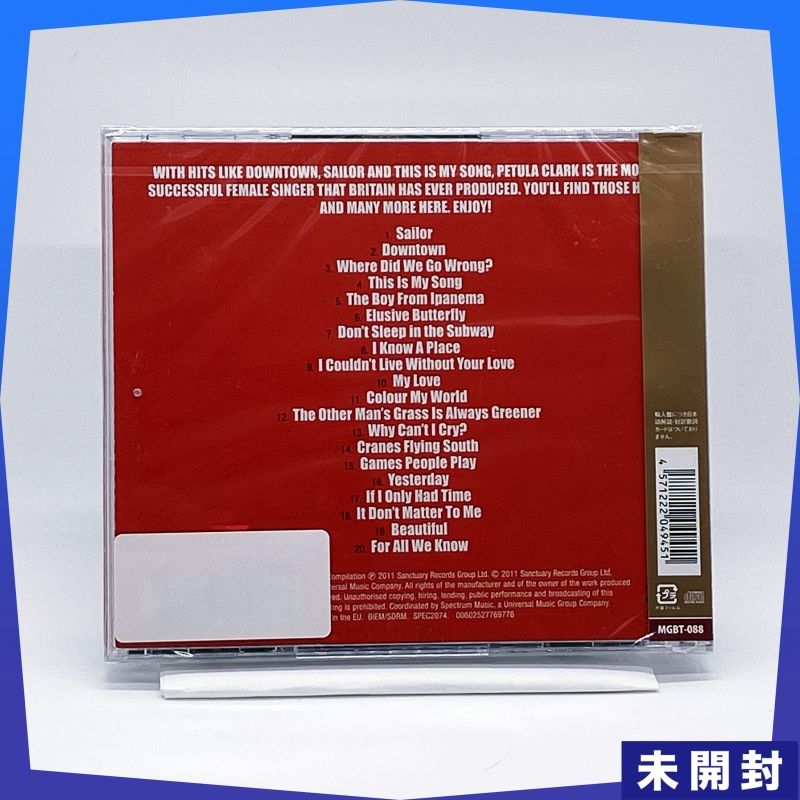 WITH HITS LIKE DOWNTOWN, SAILOR AND THIS IS MY SONG, PETULA CLARK IS THE MO
SUCCESSFUL FEMALE SINGER THAT BRITAIN HAS EVER PRODUCED. YOU'LL FIND THOSE H
AND MANY MORE HERE. ENJOY!
1. Sailor
2. Downtown
3. Where Did We Go Wrong?
4. This Is My Song
5. The Boy From Ipanema
6. Elusive Butterfly
7. Don't Sleep in the Subway
8. I Know A Place
9. I Couldn't Live Without Your Love
10. My Love
11. Colour My World
12. The Other Man's Grass Is Always Greener
13. Why Can't I Cry?
14. Cranes Flying South
15. Games People Play
16. Yesterday
17. If I Only Had Time
18. It Don't Matter To Me
19. Beautiful
20. For All We Know
Compilation ℗ 2011 Sanctuary Records Group Ltd. © 2011 Sanctuary Records Group Ltd.
ersal Music Company. All rights of the manufacturer and of the owner of the work produced
red. Unauthorised copying, hiring, lending, public performance and broadcasting of this
ing is prohibited. Coordinated by Spectrum Music, a Universal Music Group Company.
in the EU. BIEM/SDRM. SPEC2074. 00602527769776
輸入盤につき日本
語解説・対訳歌詞
カードはついており
ません。
4 571222 049451
プラ
外装フィルム
MGBT-088
未開封